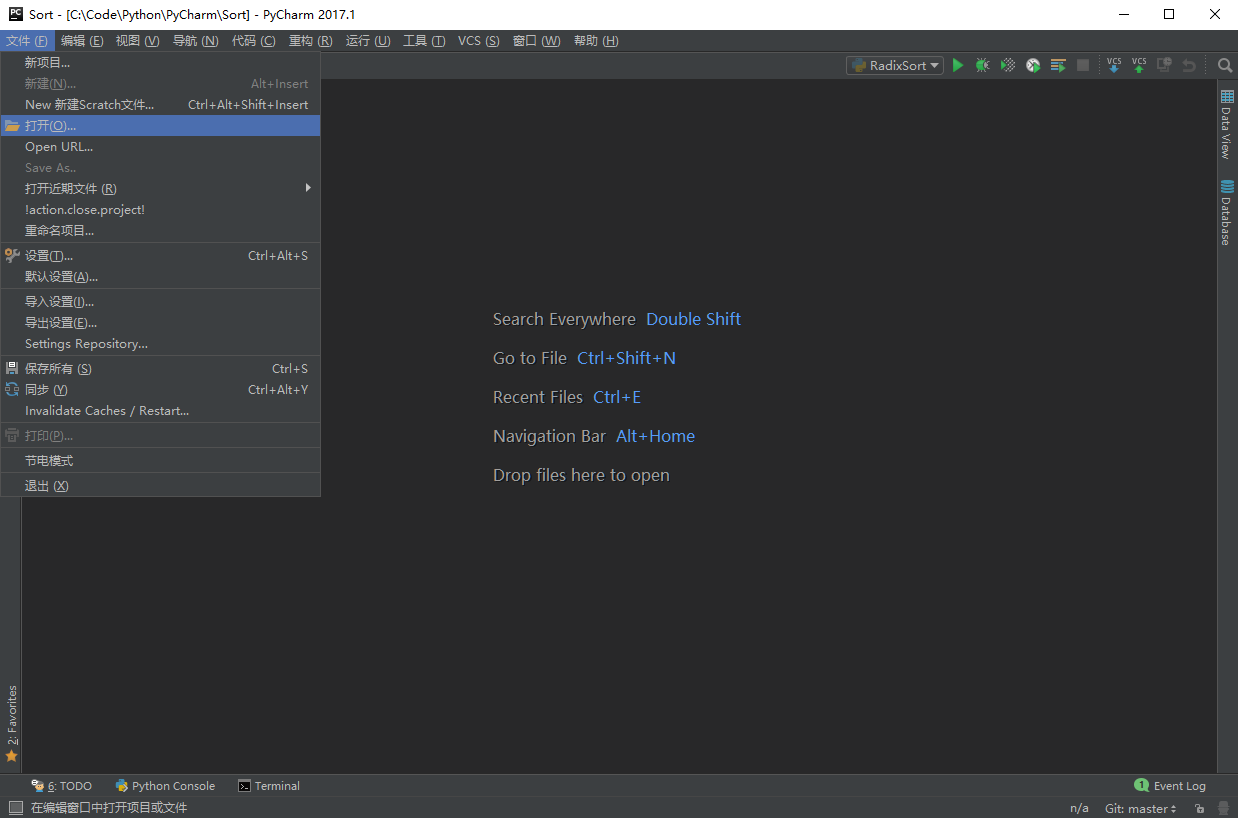 PC Sort - [C:\Code\Python\PyCharm\Sort] - PyCharm 2017.1
文件 (F) 编辑 (E) 视图 (V) 导航 (N) 代码 (C) 重构 (R) 运行 (U) 工具 (T) VCS (S) 窗口 (W) 帮助 (H)
RadixSort VCS VCS
新项目...
新建(N)... Alt+Insert
New 新建Scratch文件... Ctrl+Alt+Shift+Insert
打开(O)...
Open URL...
Save As..
打开近期文件 (R)
!action.close.project!
重命名项目...
设置(T)... Ctrl+Alt+S
默认设置(A)...
导入设置(I)...
导出设置(E)...
Settings Repository...
保存所有 (S) Ctrl+S
同步 (Y) Ctrl+Alt+Y
Invalidate Caches / Restart...
打印(P)...
节电模式
退出 (X)
Search Everywhere Double Shift
Go to File Ctrl+Shift+N
Recent Files Ctrl+E
Navigation Bar Alt+Home
Drop files here to open
Data View
Database
2: Favorites
6: TODO Python Console Terminal 1 Event Log
在编辑窗口中打开项目或文件 n/a Git: master